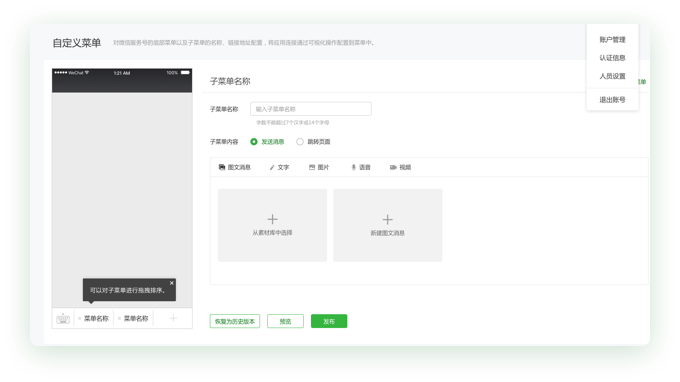 自定义菜单
对微信服务号的底部菜单以及子菜单的名称、链接地址配置，将应用连接通过可视化操作配置到菜单中。
账户管理
认证信息
人员设置
退出账号
WeChat
1:21 AM
100%
子菜单名称
单
子菜单名称
输入子菜单名称
字数不能超过7个汉字或14个字母
子菜单内容
发送消息
跳转页面
图文消息
文字
图片
语音
视频
从素材库中选择
新建图文消息
可以对子菜单进行拖拽排序。
菜单名称
菜单名称
恢复为历史版本
预览
发布